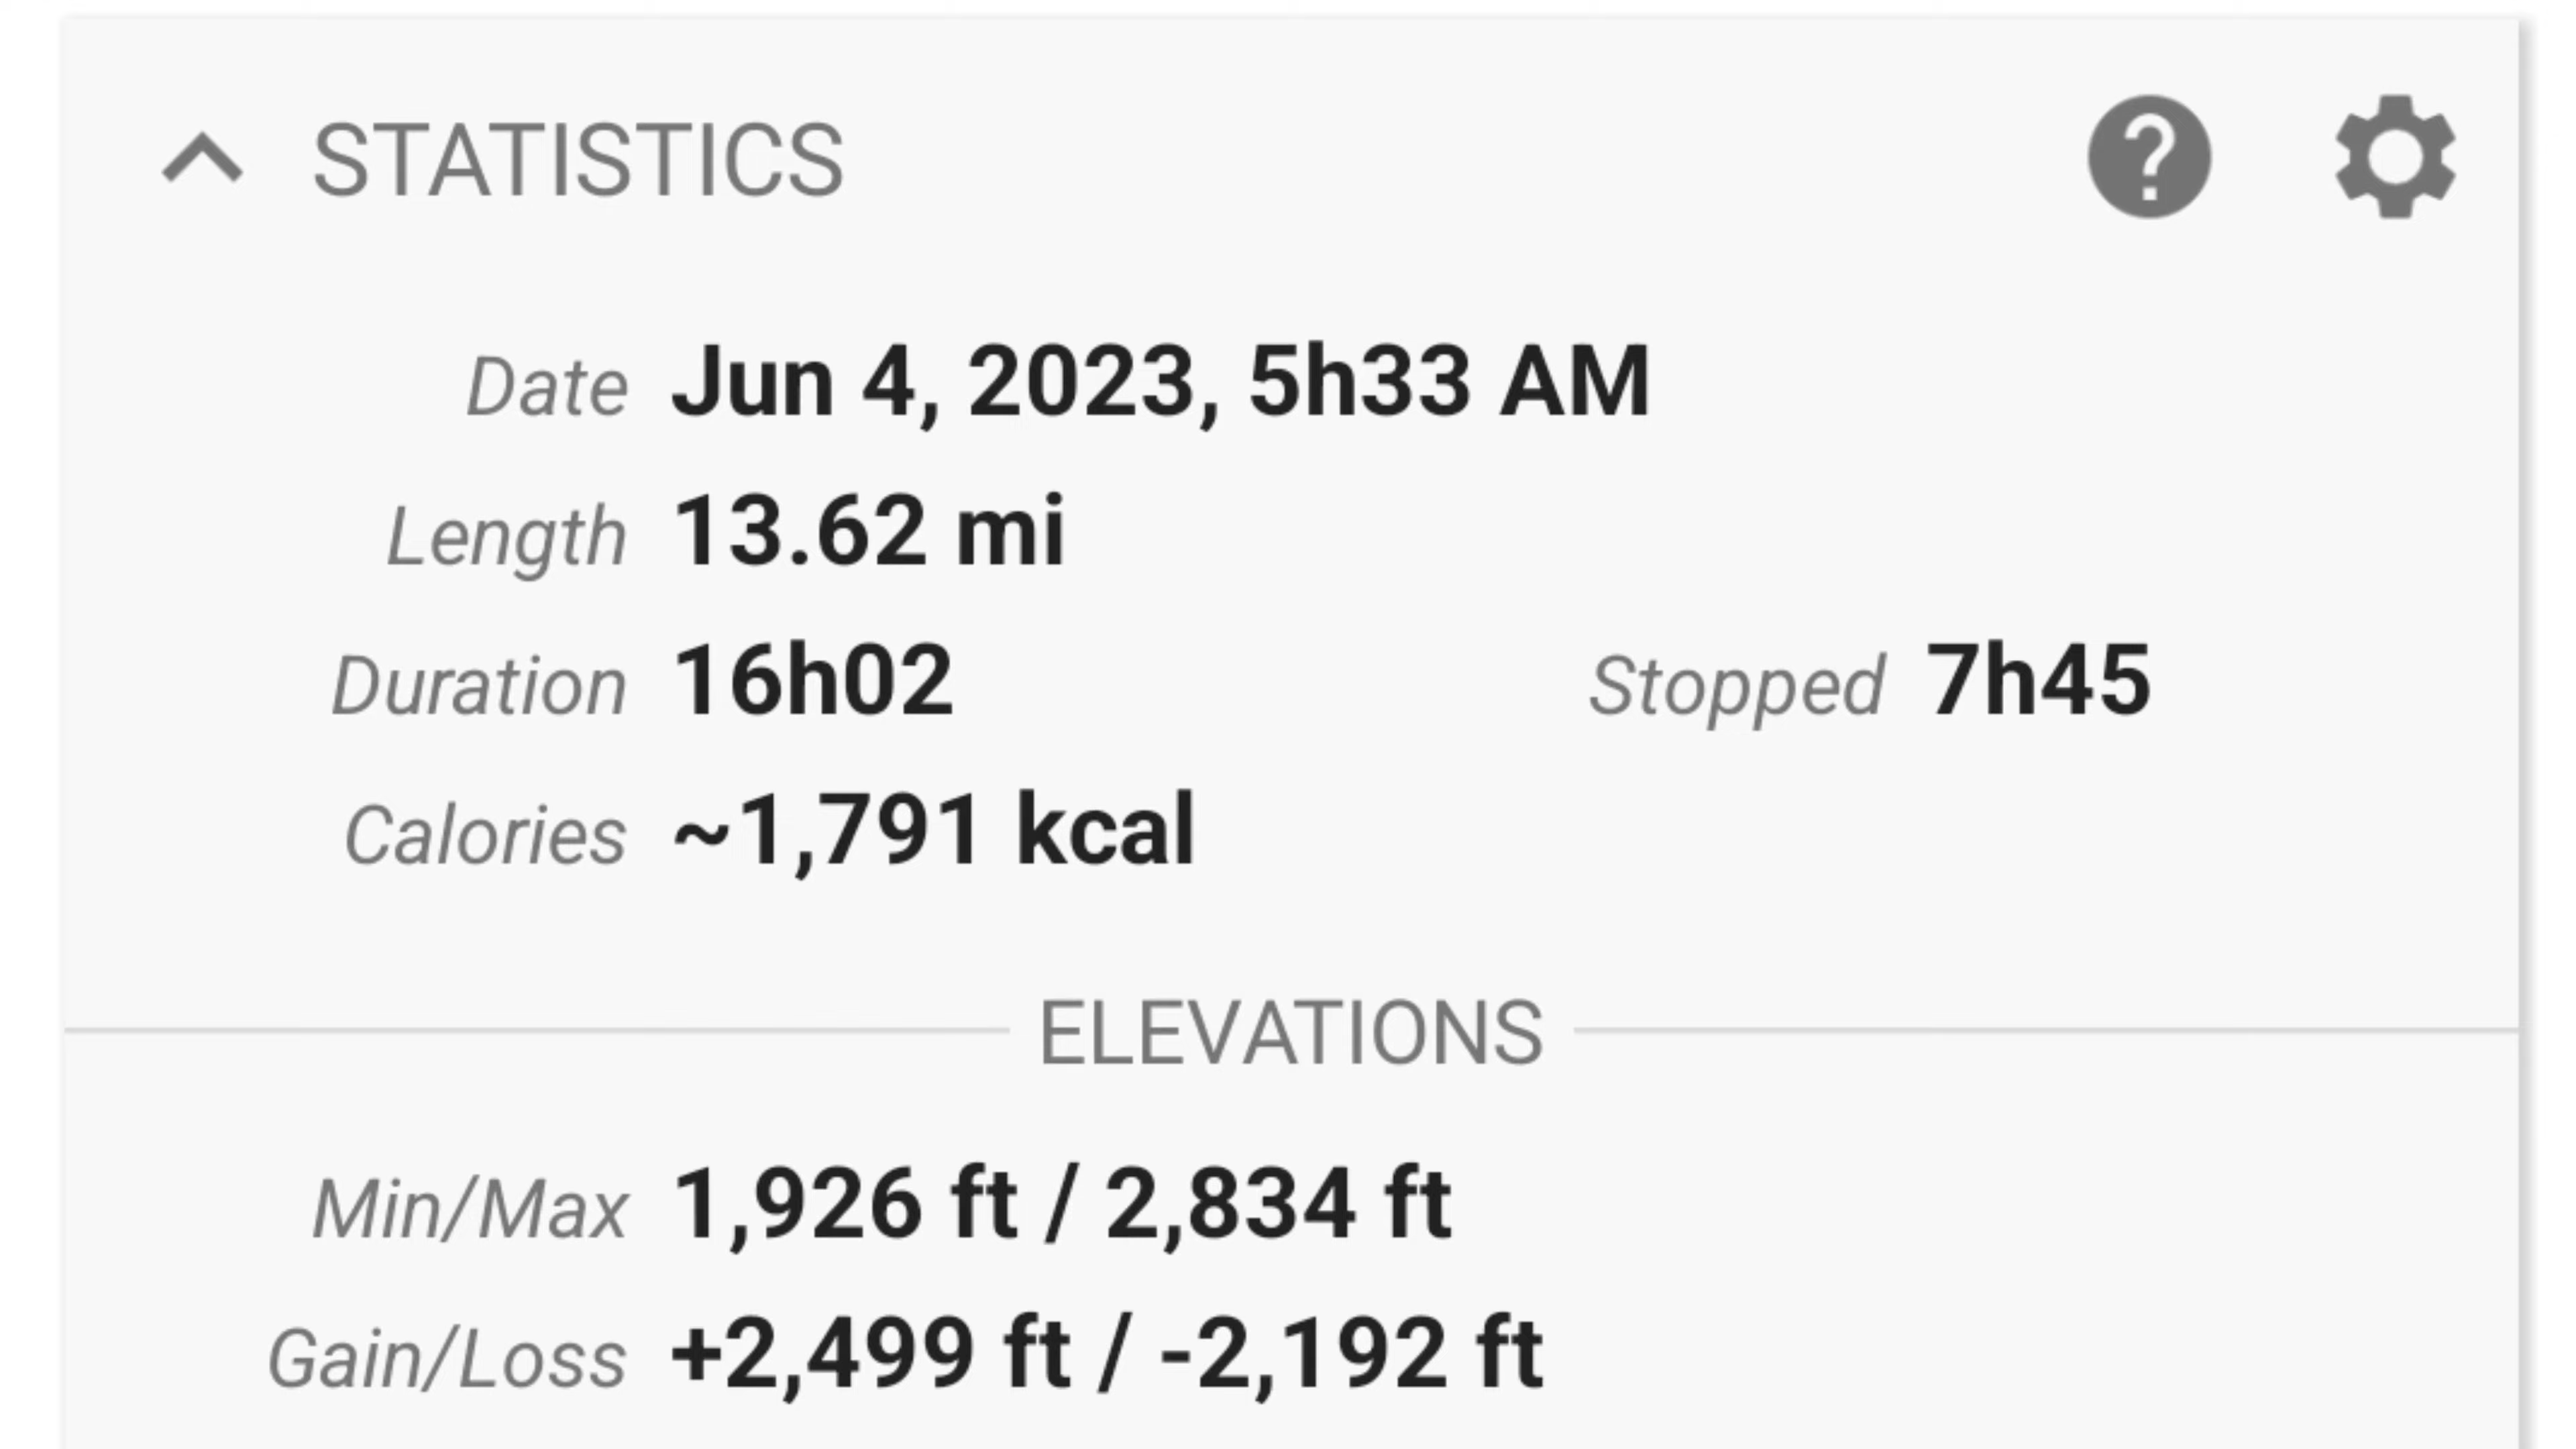 STATISTICS
Date Jun 4, 2023, 5h33 AM
Length 13.62 mi
Duration 16h02 Stopped 7h45
Calories ~1,791 kcal
ELEVATIONS
Min/Max 1,926 ft / 2,834 ft
Gain/Loss +2,499 ft / -2,192 ft